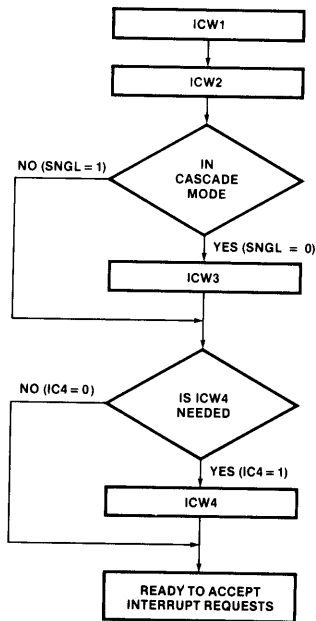 ICW1
ICW2
IN
CASCADE
MODE
NO (SNGL = 1)
YES (SNGL = 0)
ICW3
IS ICW4
NEEDED
NO (IC4 = 0)
YES (IC4 = 1)
ICW4
READY TO ACCEPT
INTERRUPT REQUESTS